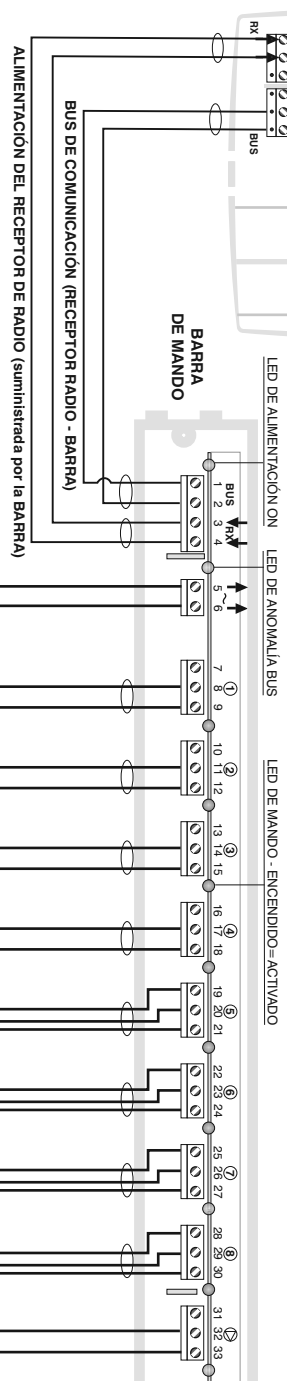 RX
BUS
ALIMENTACIÓN DEL RECEPTOR DE RADIO (suministrada por la BARRA)
BUS DE COMUNICACIÓN (RECEPTOR RADIO - BARRA)
BARRA
DE MANDO
LED DE ALIMENTACIÓN ON
LED DE ANOMALÍA BUS
LED DE MANDO - ENCENDIDO= ACTIVADO
BUS
RX
1 2 3 4
5 ~ 6
①
7 8 9
②
10 11 12
③
13 14 15
④
16 17 18
⑤
19 20 21
⑥
22 23 24
⑦
25 26 27
⑧
28 29 30
31 32 33